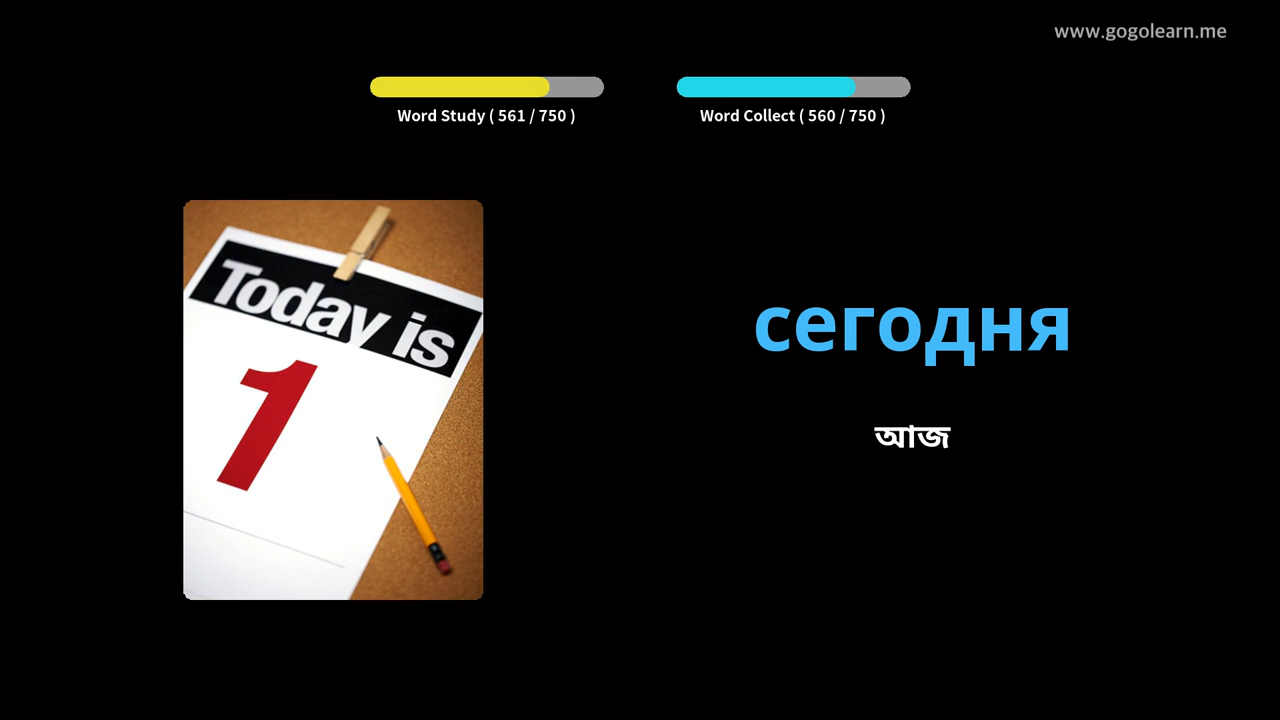 www.gogolearn.me
Word Study ( 561 / 750 )
Word Collect ( 560 / 750 )
Today is
1
сегодня
আজ